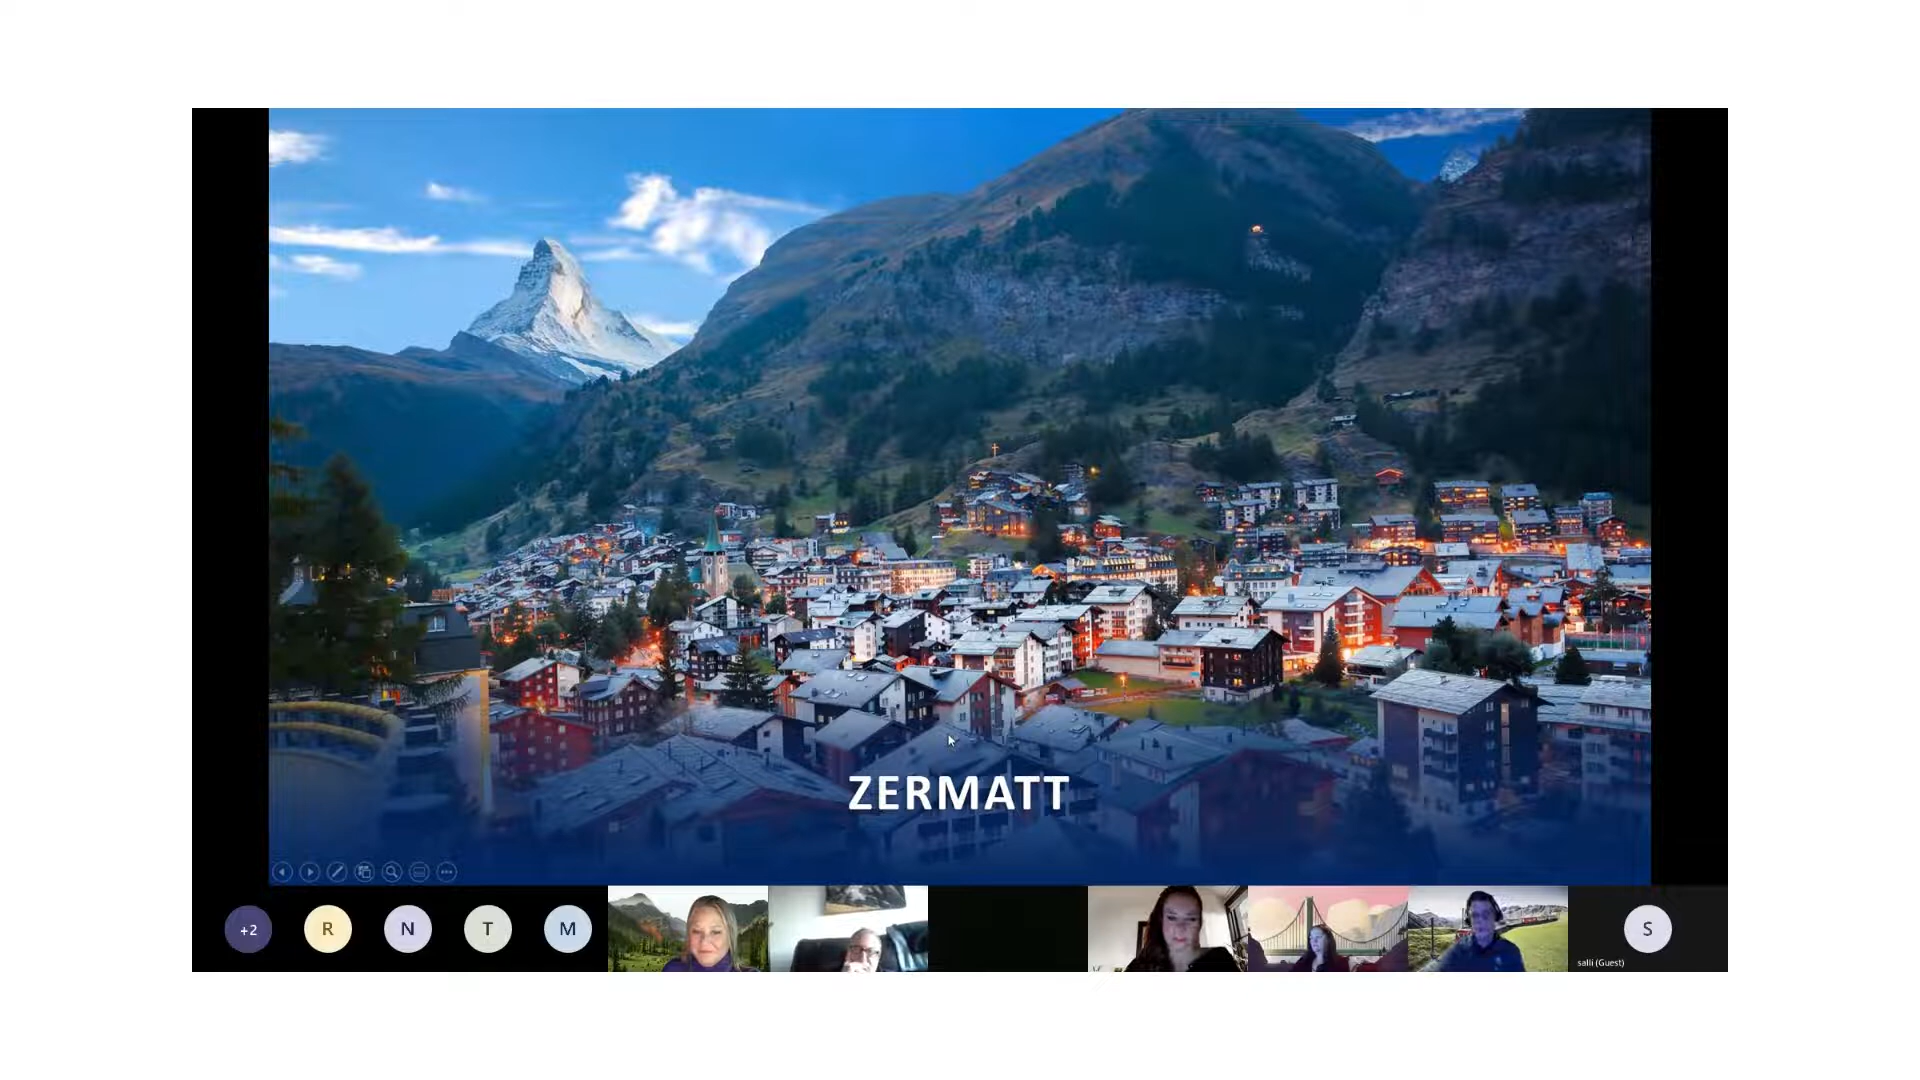 ZERMATT
+2
R
N
T
M
S
salli (Guest)